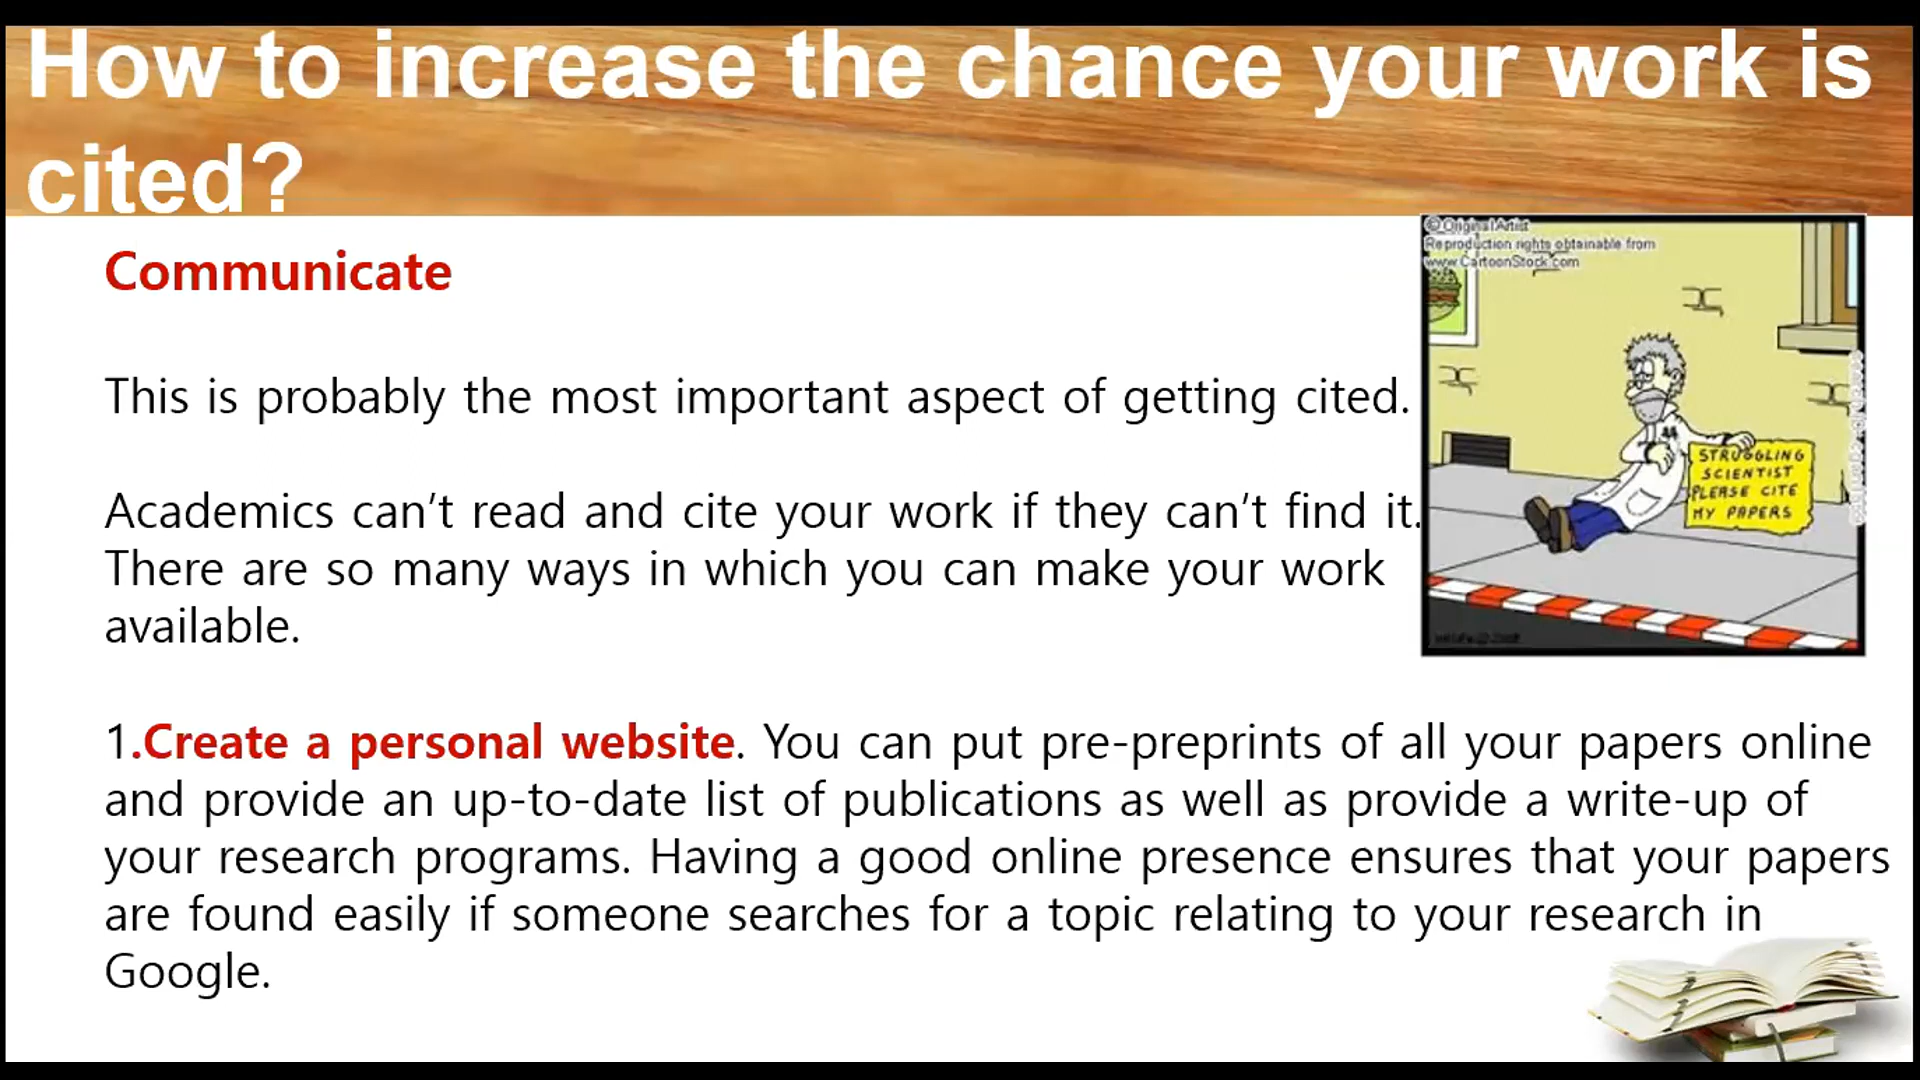 How to increase the chance your work is
cited?
Communicate
This is probably the most important aspect of getting cited.
Academics can’t read and cite your work if they can’t find it.
There are so many ways in which you can make your work
available.
1.Create a personal website. You can put pre-preprints of all your papers online
and provide an up-to-date list of publications as well as provide a write-up of
your research programs. Having a good online presence ensures that your papers
are found easily if someone searches for a topic relating to your research in
Google.
© Original Artist
Reproduction rights obtainable from
www.CartoonStock.com
STRUGGLING
SCIENTIST
PLEASE CITE
MY PAPERS